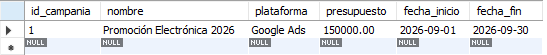 id_campania nombre plataforma presupuesto fecha_inicio fecha_fin
1 Promoción Electrónica 2026 Google Ads 150000.00 2026-09-01 2026-09-30
NULL NULL NULL NULL NULL NULL